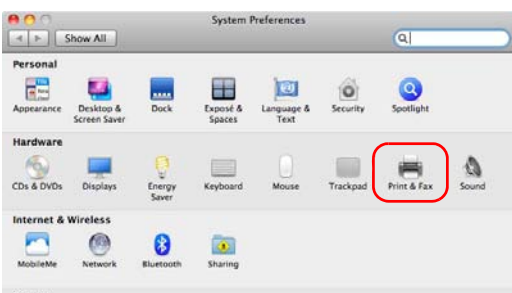 System Preferences
Show All
Personal
Appearance
Desktop &
Screen Saver
Dock
Exposé &
Spaces
Language &
Text
Security
Spotlight
Hardware
CDs & DVDs
Displays
Energy
Saver
Keyboard
Mouse
Trackpad
Print & Fax
Sound
Internet & Wireless
MobileMe
Network
Bluetooth
Sharing